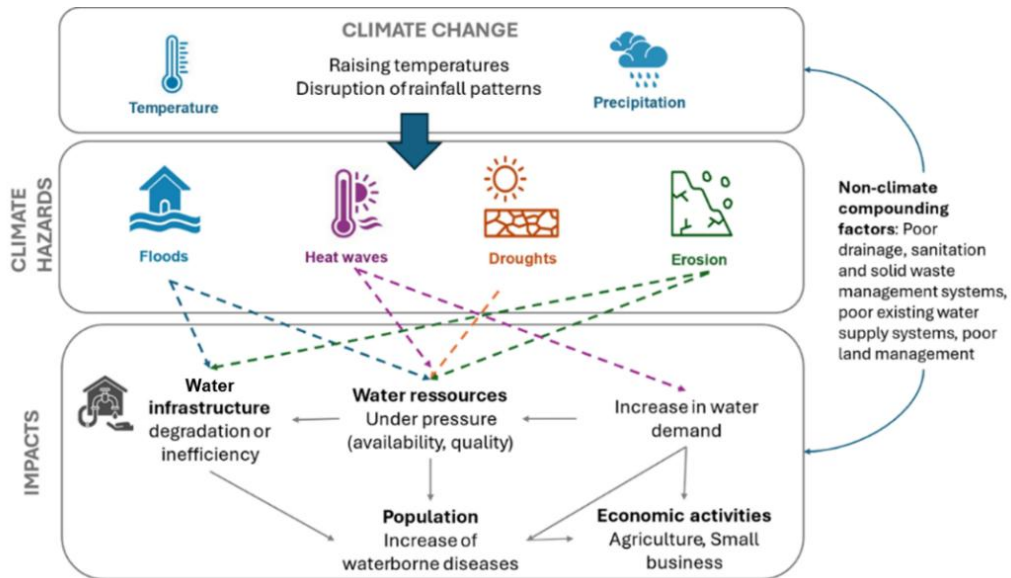 CLIMATE CHANGE
Raising temperatures
Disruption of rainfall patterns
Temperature
Precipitation
CLIMATE
HAZARDS
Floods
Heat waves
Droughts
Erosion
Non-climate
compounding
factors: Poor
drainage, sanitation
and solid waste
management systems,
poor existing water
supply systems, poor
land management
IMPACTS
Water
infrastructure
degradation or
inefficiency
Water ressources
Under pressure
(availability, quality)
Increase in water
demand
Population
Increase of
waterborne diseases
Economic activities
Agriculture, Small
business